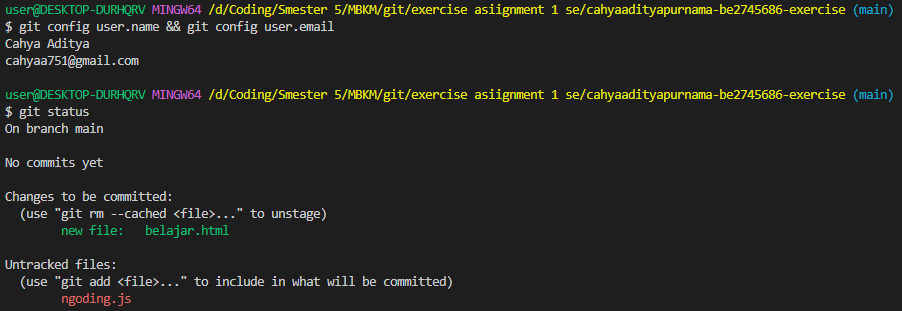 user@DESKTOP-DURHQRV MINGW64 /d/Coding/Smester 5/MBKM/git/exercise asiignment 1 se/cahyaadityapurnama-be2745686-exercise (main)
$ git config user.name && git config user.email
Cahya Aditya
cahyaa751@gmail.com
user@DESKTOP-DURHQRV MINGW64 /d/Coding/Smester 5/MBKM/git/exercise asiignment 1 se/cahyaadityapurnama-be2745686-exercise (main)
$ git status
On branch main
No commits yet
Changes to be committed:
(use "git rm --cached <file>..." to unstage)
new file:   belajar.html
Untracked files:
(use "git add <file>..." to include in what will be committed)
ngoding.js